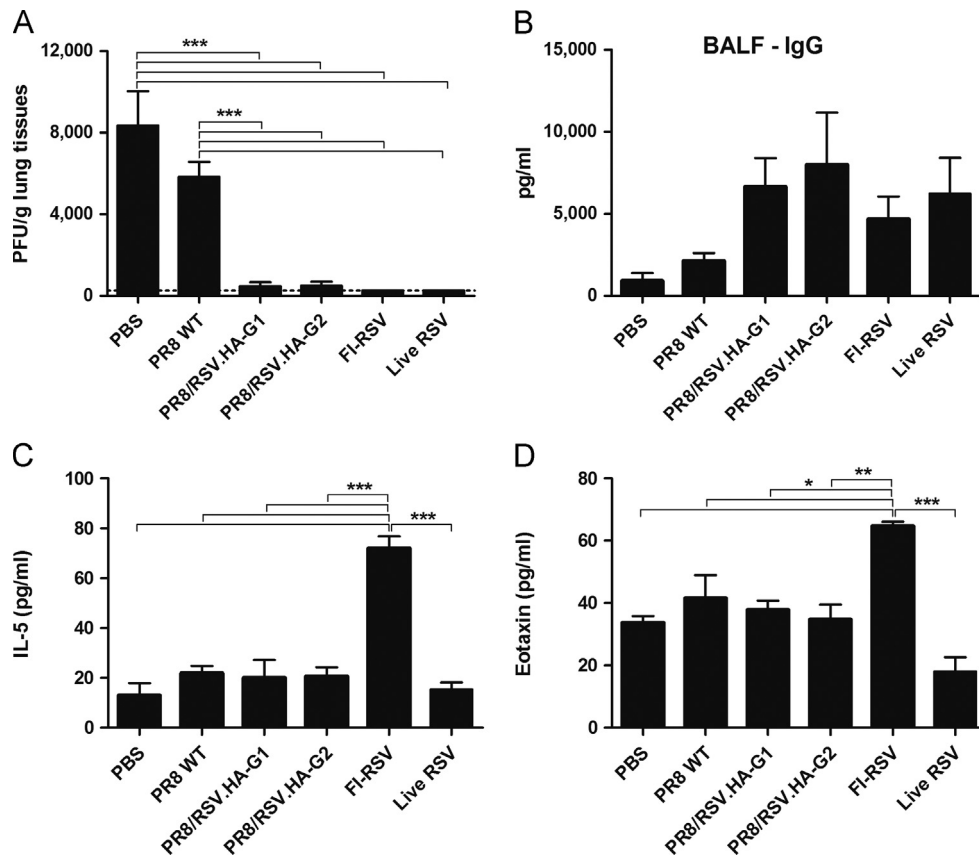 A
PFU/g lung tissues
12,000
8,000
4,000
0
***
***
PBS
PR8 WT
PR8/RSV.HA-G1
PR8/RSV.HA-G2
FI-RSV
Live RSV
B
BALF - IgG
pg/ml
15,000
10,000
5,000
0
PBS
PR8 WT
PR8/RSV.HA-G1
PR8/RSV.HA-G2
FI-RSV
Live RSV
C
IL-5 (pg/ml)
100
80
60
40
20
0
***
***
PBS
PR8 WT
PR8/RSV.HA-G1
PR8/RSV.HA-G2
FI-RSV
Live RSV
D
Eotaxin (pg/ml)
80
60
40
20
0
**
*
***
PBS
PR8 WT
PR8/RSV.HA-G1
PR8/RSV.HA-G2
FI-RSV
Live RSV